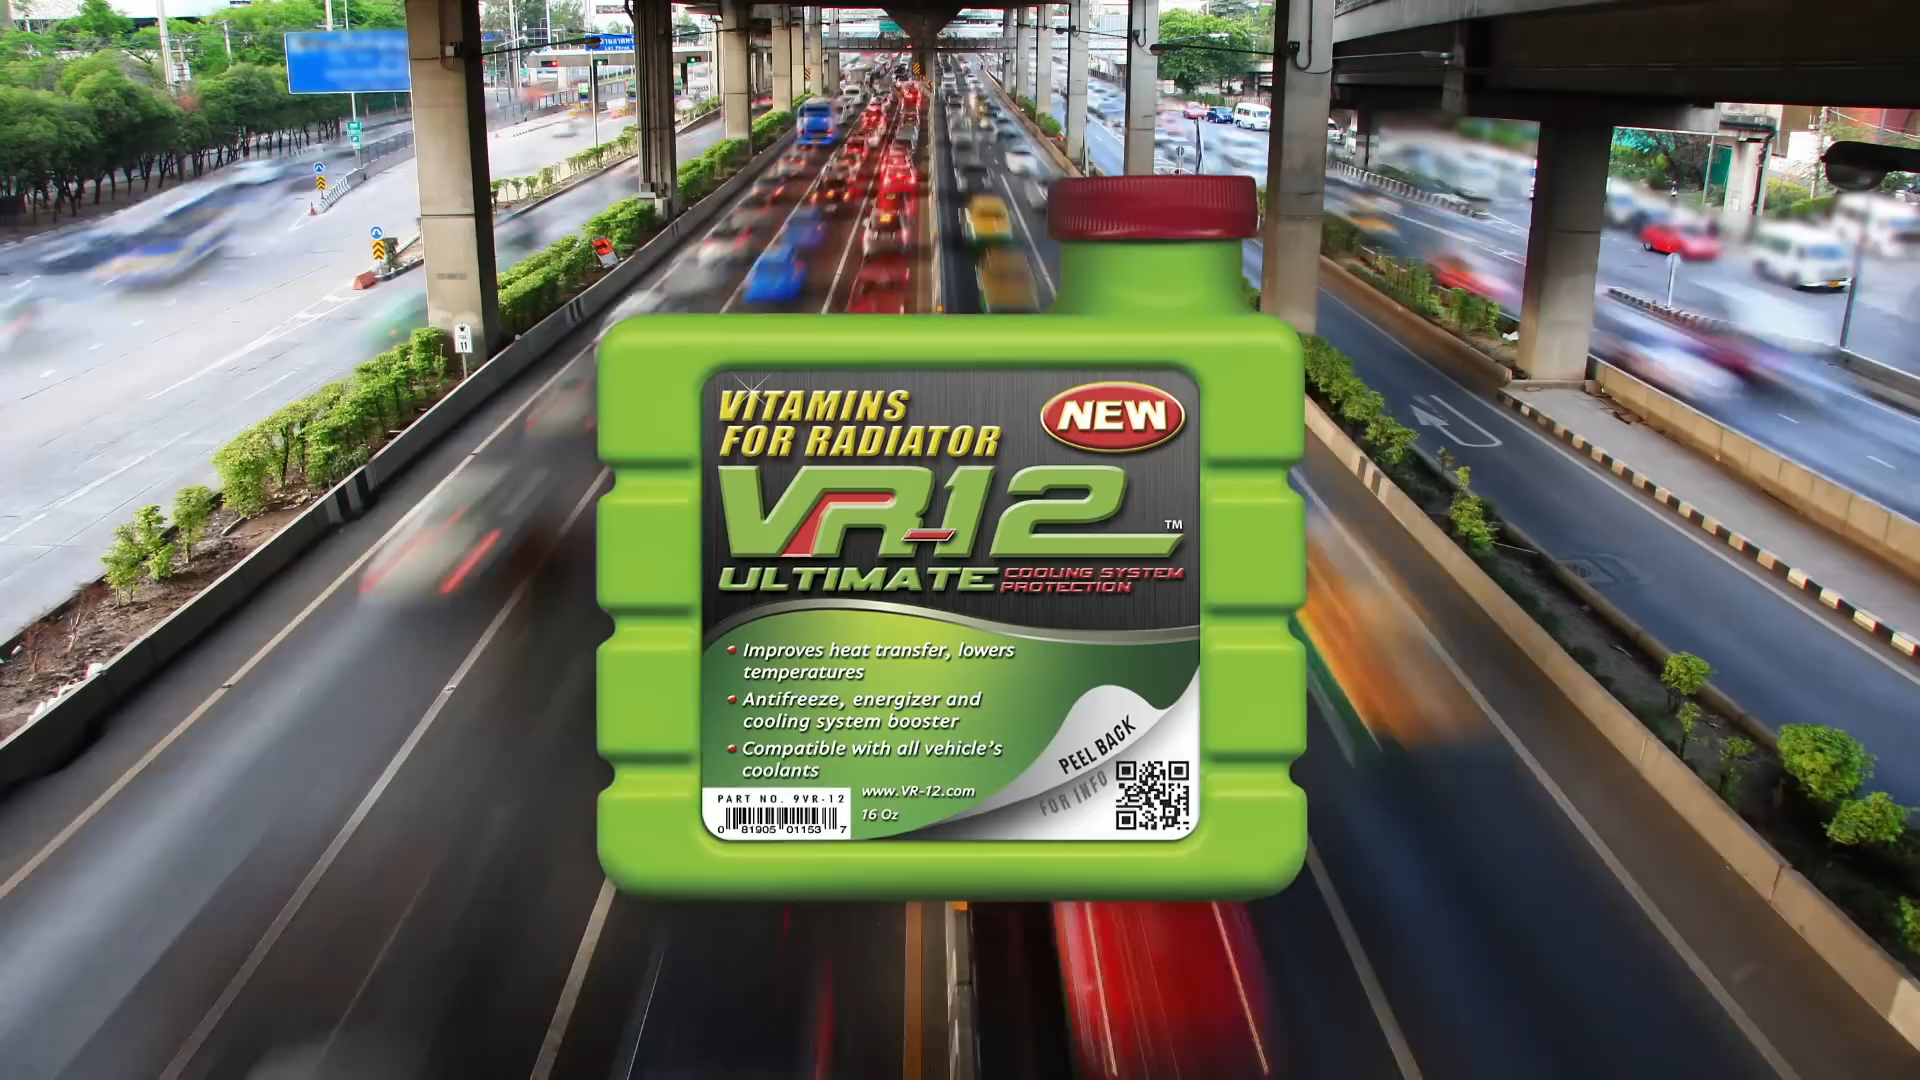 VITAMINS
FOR RADIATOR
NEW
VR-12
™
ULTIMATE COOLING SYSTEM
PROTECTION
• Improves heat transfer, lowers
temperatures
• Antifreeze, energizer and
cooling system booster
• Compatible with all vehicle's
coolants
PEEL BACK
FOR INFO
PART NO. 9VR-12
www.VR-12.com
16 Oz
0 81905 01153 7
11